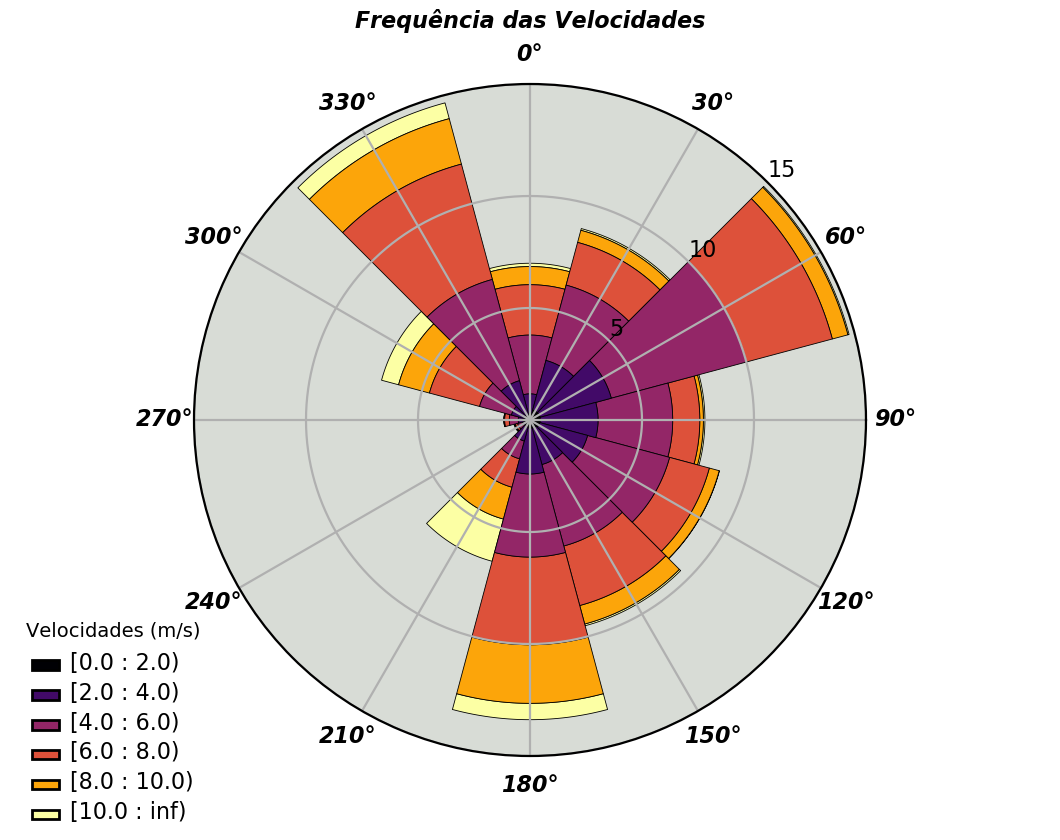 Frequência das Velocidades
0°
330°
30°
15
300°
60°
10
5
270°
90°
240°
120°
210°
150°
180°
Velocidades (m/s)
[0.0 : 2.0)
[2.0 : 4.0)
[4.0 : 6.0)
[6.0 : 8.0)
[8.0 : 10.0)
[10.0 : inf)